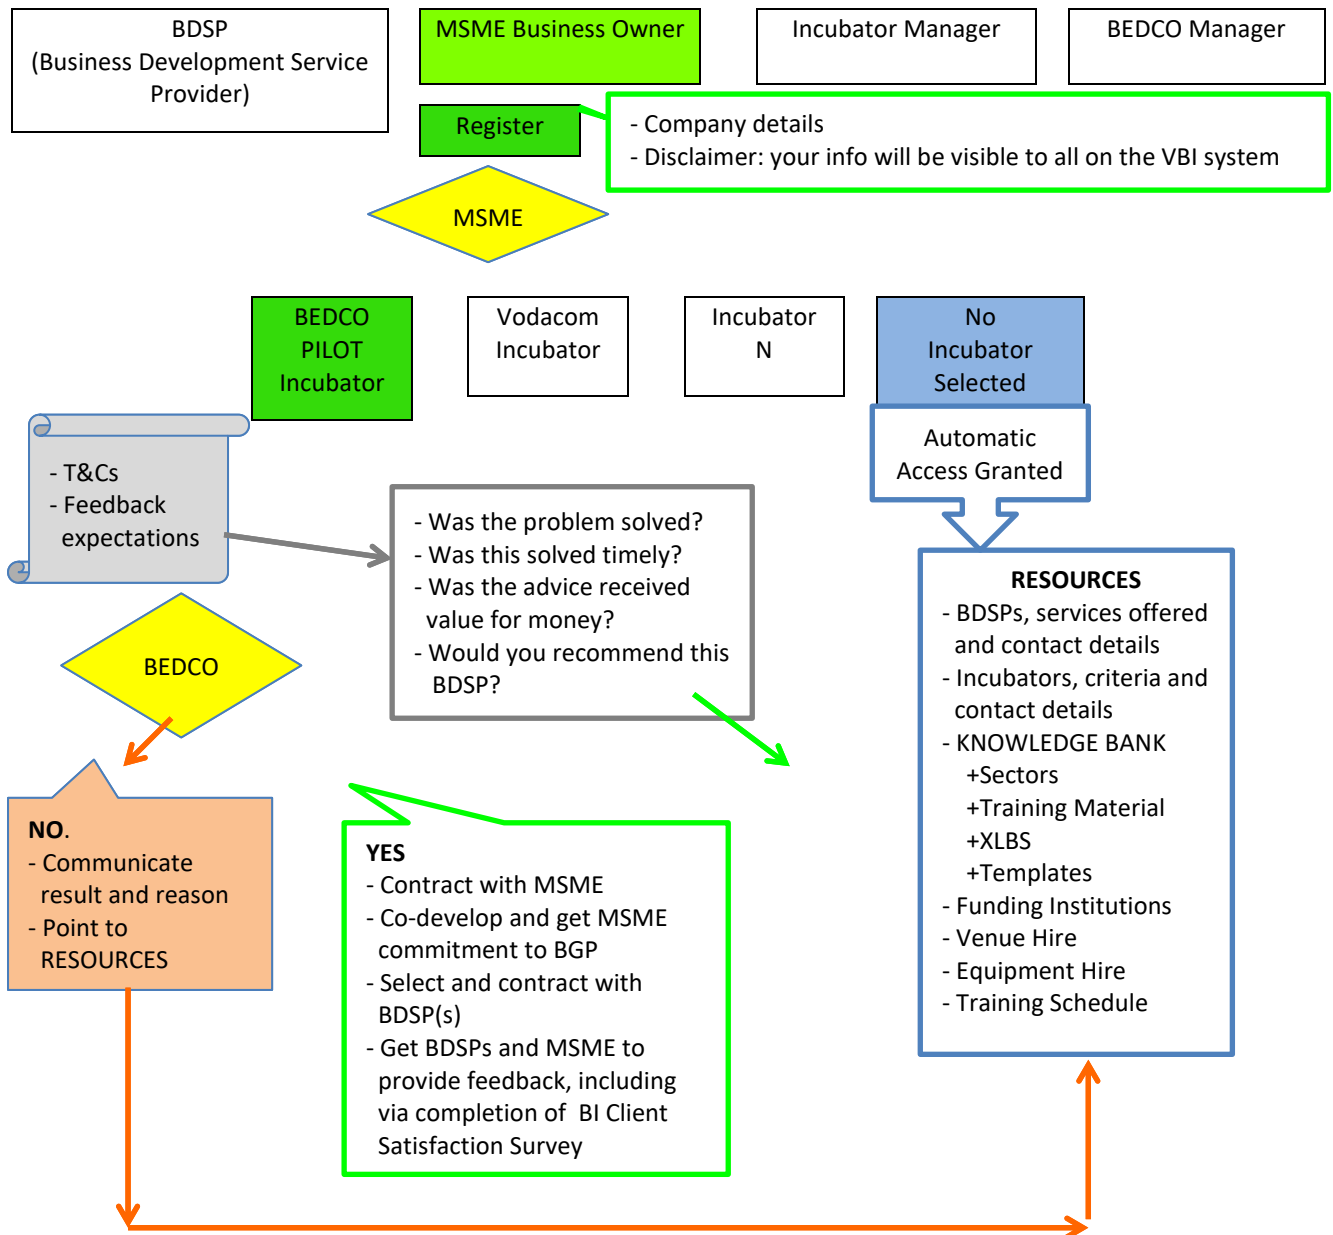 BDSP
(Business Development Service
Provider)
MSME Business Owner
Incubator Manager
BEDCO Manager
Register
- Company details
- Disclaimer: your info will be visible to all on the VBI system
MSME
BEDCO
PILOT
Incubator
Vodacom
Incubator
Incubator
N
No
Incubator
Selected
Automatic
Access Granted
- T&Cs
- Feedback
expectations
- Was the problem solved?
- Was this solved timely?
- Was the advice received
value for money?
- Would you recommend this
BDSP?
RESOURCES
- BDSPs, services offered
and contact details
- Incubators, criteria and
contact details
- KNOWLEDGE BANK
+Sectors
+Training Material
+XLBS
+Templates
- Funding Institutions
- Venue Hire
- Equipment Hire
- Training Schedule
BEDCO
NO.
- Communicate
result and reason
- Point to
RESOURCES
YES
- Contract with MSME
- Co-develop and get MSME
commitment to BGP
- Select and contract with
BDSP(s)
- Get BDSPs and MSME to
provide feedback, including
via completion of  BI Client
Satisfaction Survey